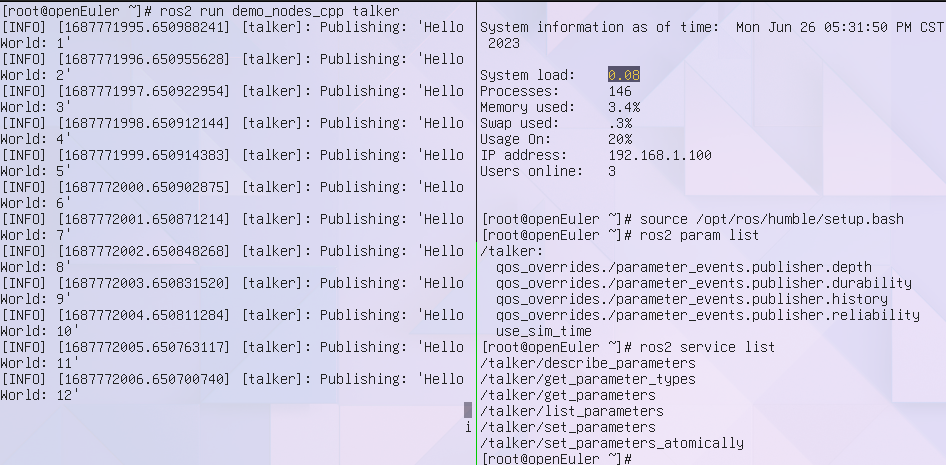 [root@openEuler ~]# ros2 run demo_nodes_cpp talker
[INFO] [1687771995.650988241] [talker]: Publishing: 'Hello
World: 1'
[INFO] [1687771996.650955628] [talker]: Publishing: 'Hello
World: 2'
[INFO] [1687771997.650922954] [talker]: Publishing: 'Hello
World: 3'
[INFO] [1687771998.650912144] [talker]: Publishing: 'Hello
World: 4'
[INFO] [1687771999.650914383] [talker]: Publishing: 'Hello
World: 5'
[INFO] [1687772000.650902875] [talker]: Publishing: 'Hello
World: 6'
[INFO] [1687772001.650871214] [talker]: Publishing: 'Hello
World: 7'
[INFO] [1687772002.650848268] [talker]: Publishing: 'Hello
World: 8'
[INFO] [1687772003.650831520] [talker]: Publishing: 'Hello
World: 9'
[INFO] [1687772004.650811284] [talker]: Publishing: 'Hello
World: 10'
[INFO] [1687772005.650763117] [talker]: Publishing: 'Hello
World: 11'
[INFO] [1687772006.650700740] [talker]: Publishing: 'Hello
World: 12'
i
System information as of time:  Mon Jun 26 05:31:50 PM CST
 2023
System load:    0.08
Processes:      146
Memory used:    3.4%
Swap used:      .3%
Usage On:       20%
IP address:     192.168.1.100
Users online:   3
[root@openEuler ~]# source /opt/ros/humble/setup.bash
[root@openEuler ~]# ros2 param list
/talker:
  qos_overrides./parameter_events.publisher.depth
  qos_overrides./parameter_events.publisher.durability
  qos_overrides./parameter_events.publisher.history
  qos_overrides./parameter_events.publisher.reliability
  use_sim_time
[root@openEuler ~]# ros2 service list
/talker/describe_parameters
/talker/get_parameter_types
/talker/get_parameters
/talker/list_parameters
/talker/set_parameters
/talker/set_parameters_atomically
[root@openEuler ~]#